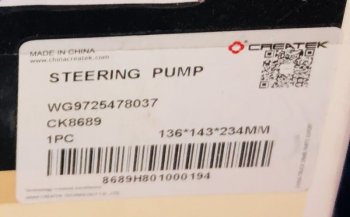 MADE IN CHINA
www.chinacreatek.com
CREATEK
STEERING PUMP
WG9725478037
CK8689
1PC
136*143*234MM
8689H801000194